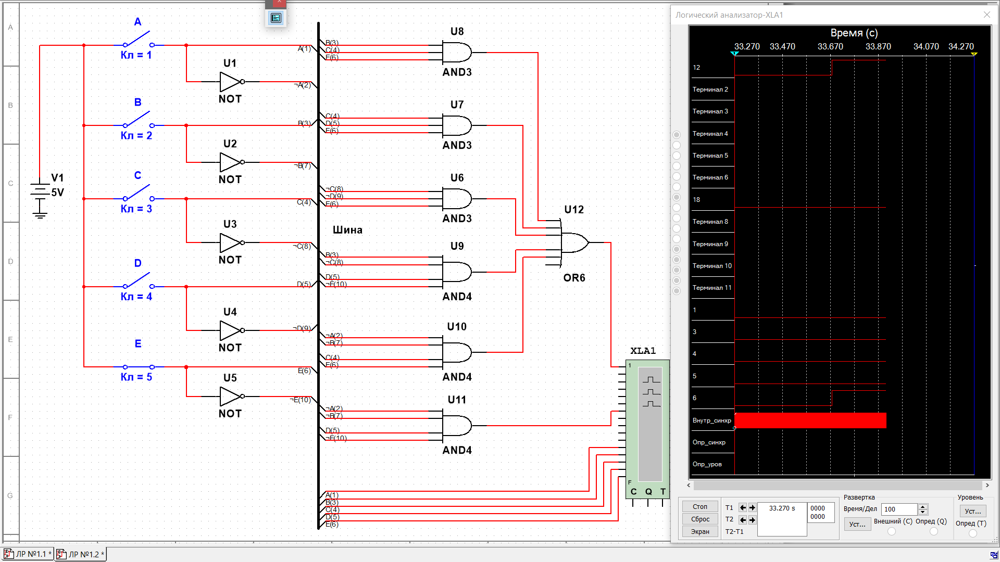 A
Кл = 1
A(1)
U1
NOT
¬A(2)
B
Кл = 2
B(3)
U2
NOT
¬B(7)
V1
5V
C
Кл = 3
C(4)
U3
NOT
¬C(8)
D
Кл = 4
D(5)
U4
NOT
¬D(9)
E
Кл = 5
E(6)
U5
NOT
¬E(10)
Шина
U8
B(3)
C(4)
E(6)
AND3
U7
C(4)
D(5)
E(6)
AND3
U6
¬C(8)
¬D(9)
E(6)
AND3
U9
B(3)
¬C(8)
D(5)
¬E(10)
AND4
U10
¬A(2)
¬B(7)
C(4)
E(6)
AND4
U11
¬A(2)
¬B(7)
D(5)
¬E(10)
AND4
U12
OR6
A(1)
B(3)
C(4)
D(5)
E(6)
XLA1
1
F
C Q T
A
B
C
D
E
F
G
Логический анализатор-XLA1
Время (с)
33.270 33.470 33.670 33.870 34.070 34.270
12
Терминал 2
Терминал 3
Терминал 4
Терминал 5
Терминал 6
18
Терминал 8
Терминал 9
Терминал 10
Терминал 11
1
3
4
5
6
Внутр_синхр
Опр_синхр
Опр_уров
Стоп
Сброс
Экран
T1
T2
T2-T1
33.270 s
0000
0000
Развертка
Время/Дел 100
Уст...
Внешний (C) Опред (Q)
Уровень
Уст...
Опред (T)
ЛР №1.1 *
ЛР №1.2 *